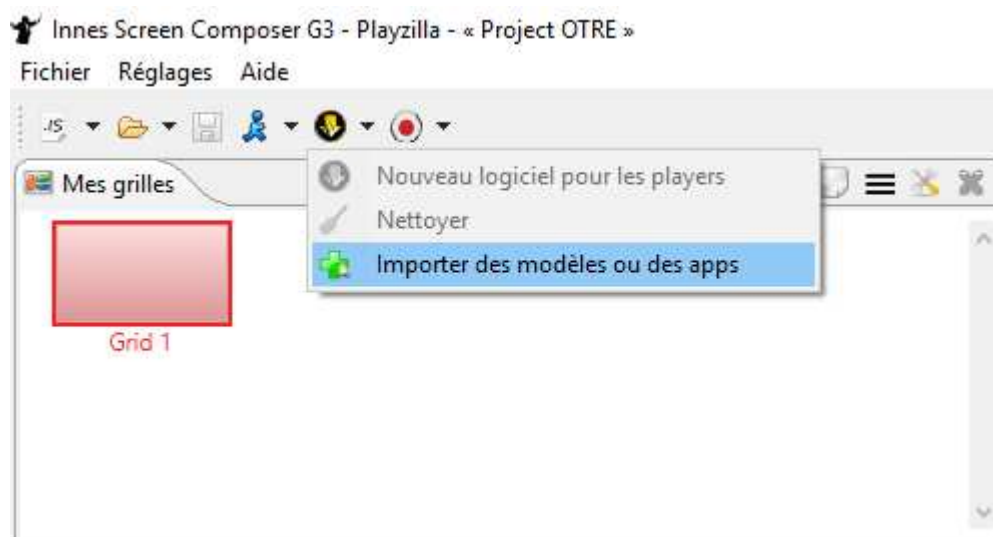 Innes Screen Composer G3 - Playzilla - « Project OTRE »
Fichier Réglages Aide
.IS
Mes grilles
Nouveau logiciel pour les players
Nettoyer
Importer des modèles ou des apps
Grid 1